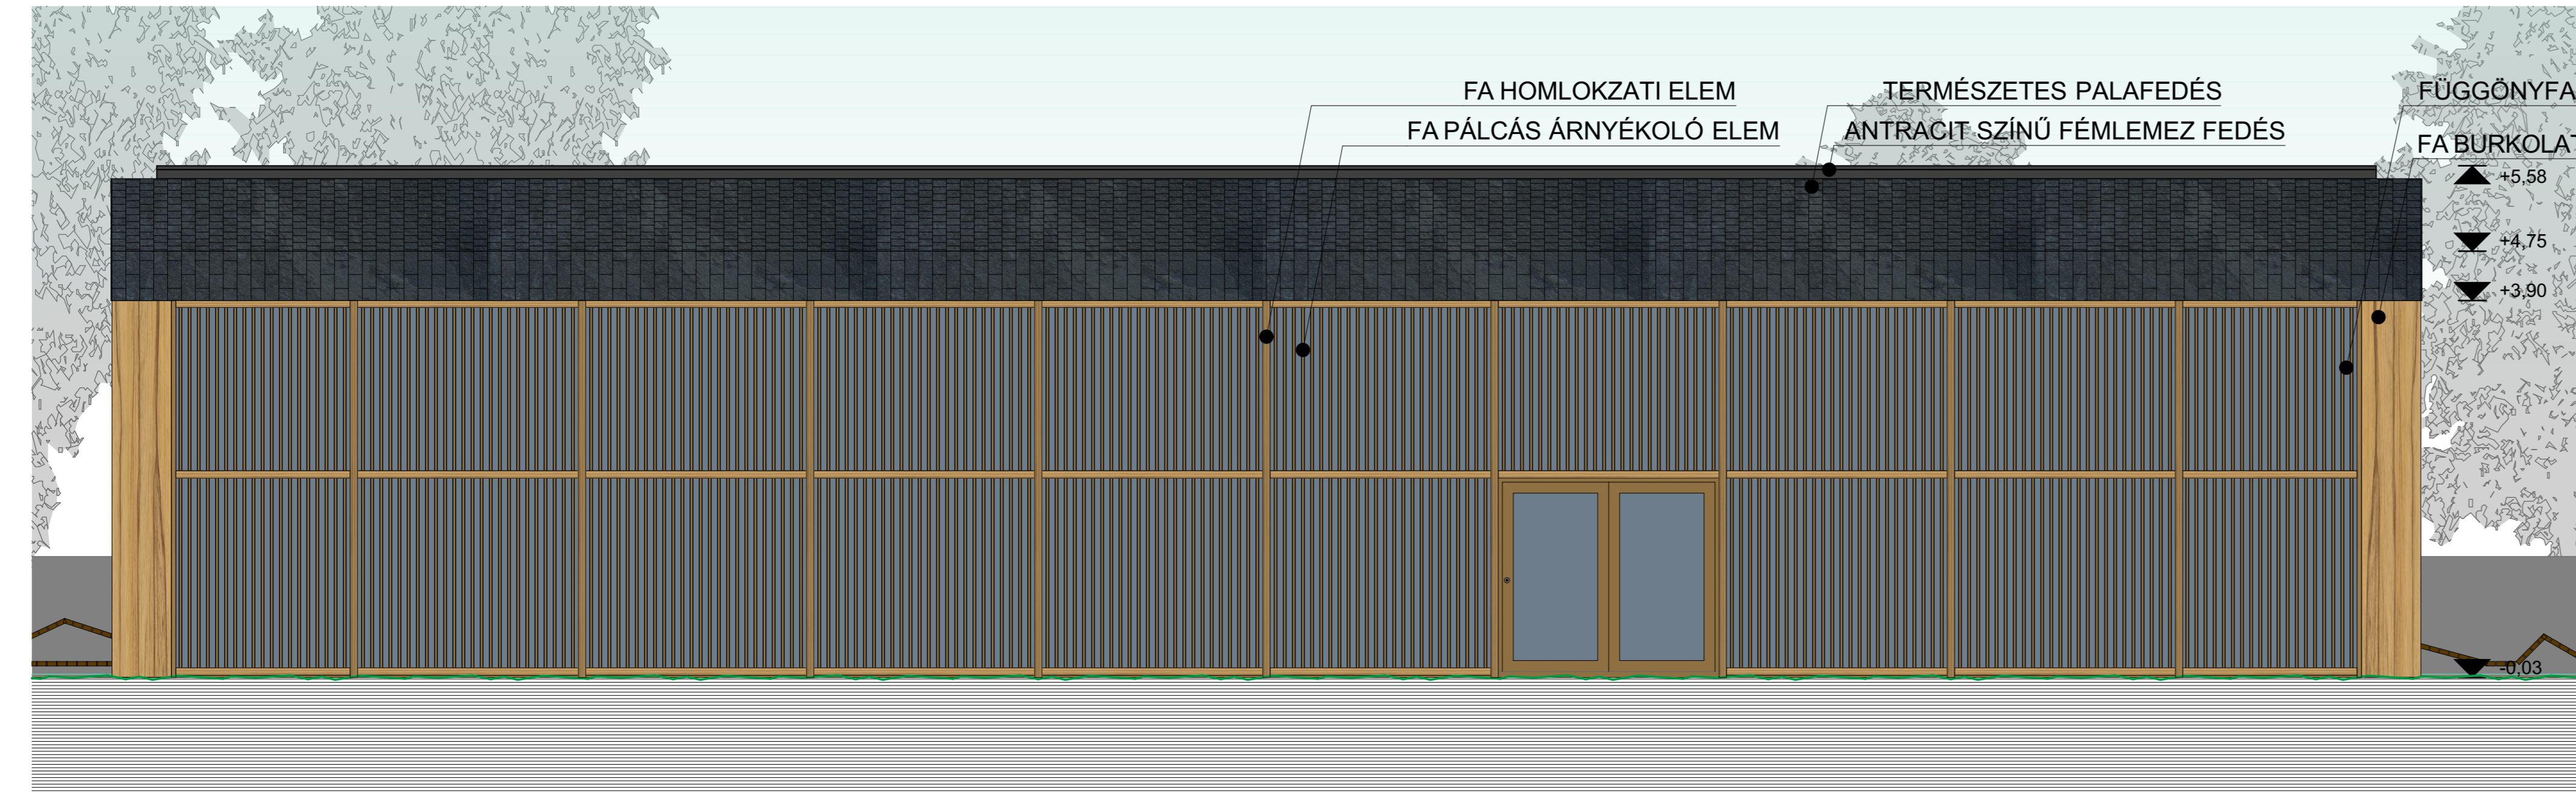 FA HOMLOKZATI ELEM
TERMÉSZETES PALAFEDÉS
FÜGGÖNYFA
FA PÁLCÁS ÁRNYÉKOLÓ ELEM
ANTRACIT SZÍNŰ FÉMLEMEZ FEDÉS
FA BURKOLAT
+5,58
+4,75
+3,90
-0,03